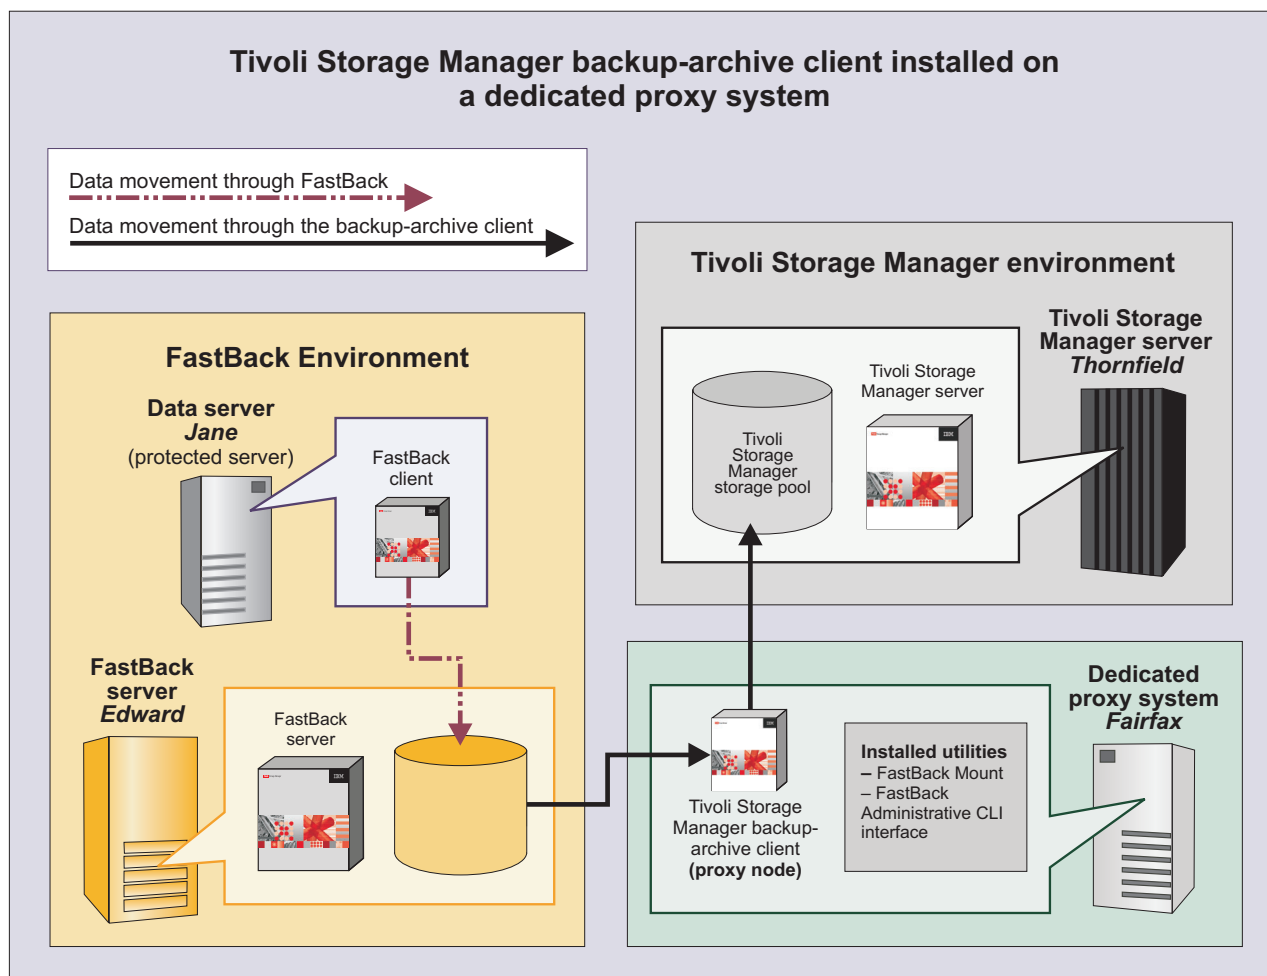 Tivoli Storage Manager backup-archive client installed on
a dedicated proxy system
Data movement through FastBack
Data movement through the backup-archive client
Tivoli Storage Manager environment
Tivoli Storage
Manager server
Thornfield
Tivoli Storage
Manager server
Tivoli
Storage
Manager
storage pool
IBM
FastBack Environment
Data server
Jane
(protected server)
FastBack
client
IBM
FastBack
server
Edward
FastBack
server
IBM
Dedicated
proxy system
Fairfax
Tivoli Storage
Manager backup-
archive client
(proxy node)
Installed utilities
– FastBack Mount
– FastBack
Administrative CLI
interface